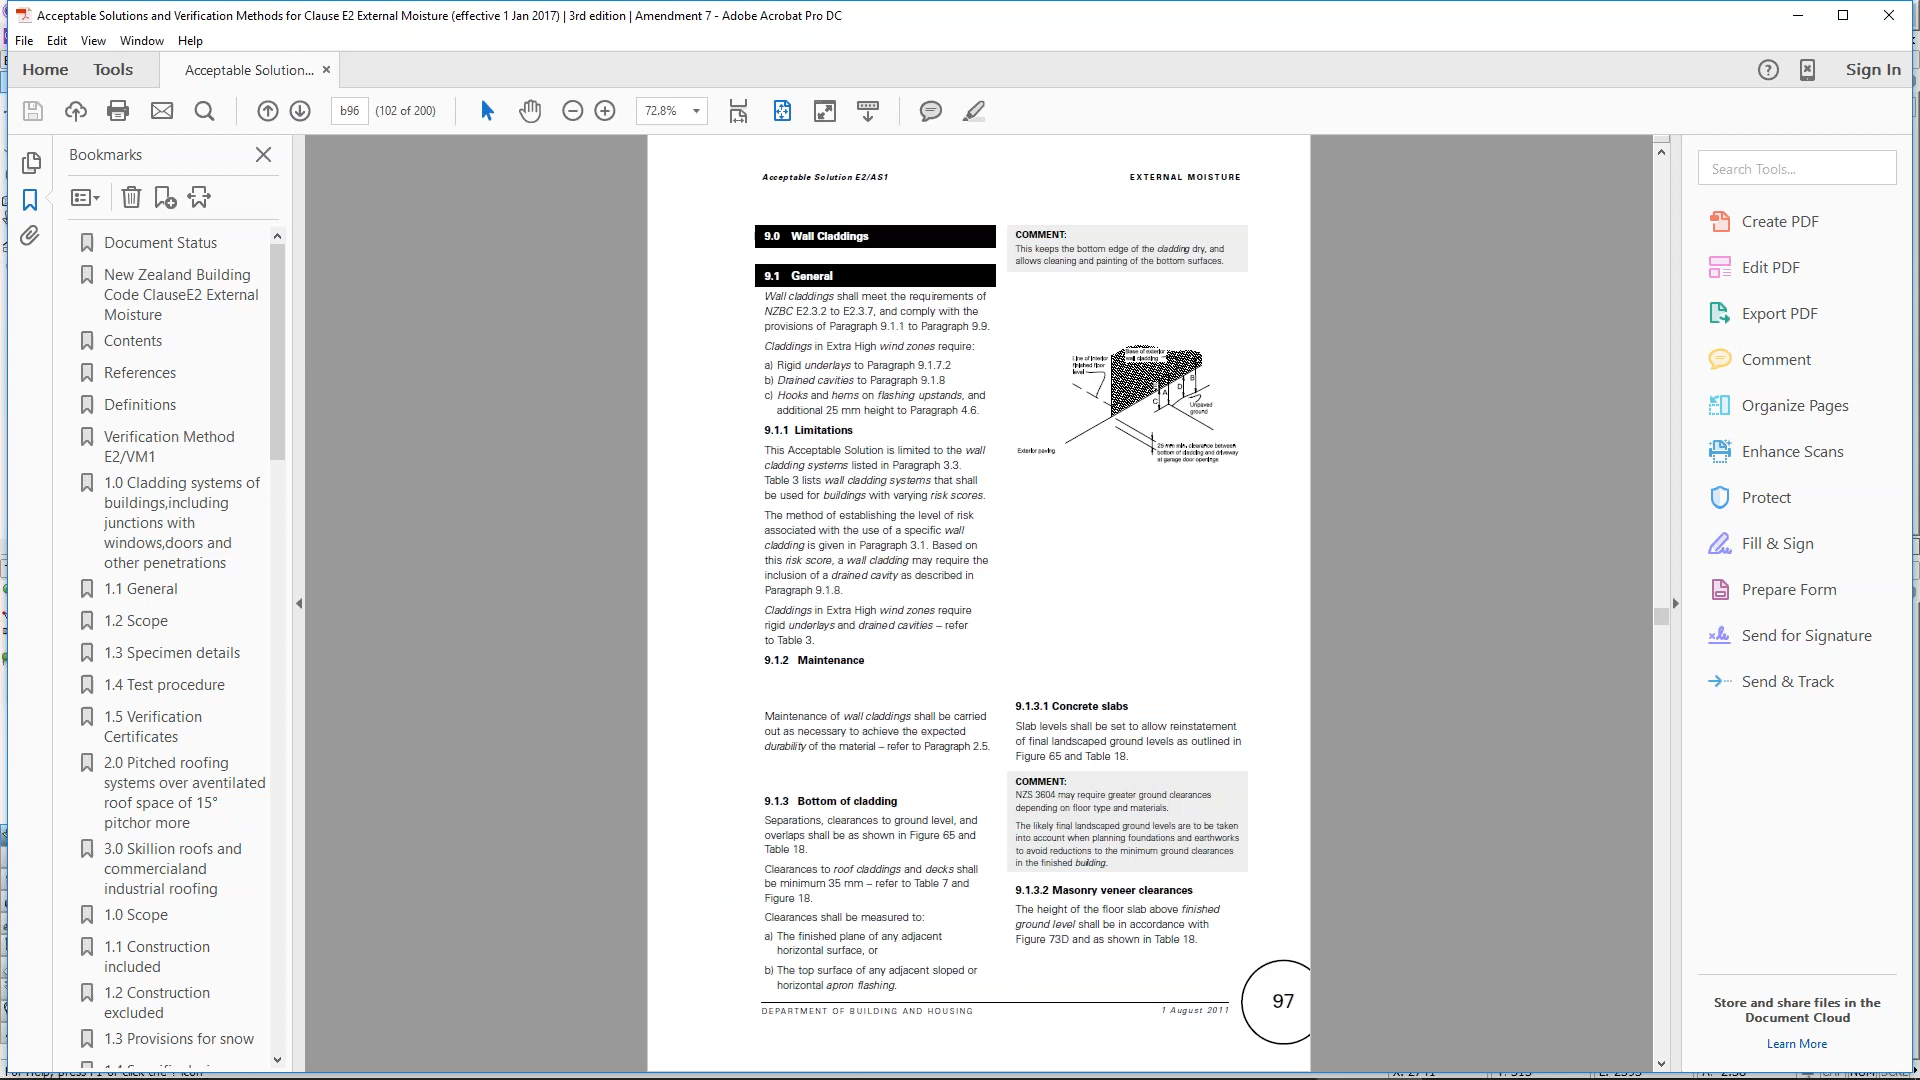 Acceptable Solutions and Verification Methods for Clause E2 External Moisture (effective 1 Jan 2017) | 3rd edition | Amendment 7 - Adobe Acrobat Pro DC
File Edit View Window Help
Home Tools Acceptable Solution... × Sign In
b96 (102 of 200) 72.8%
Bookmarks
Document Status
New Zealand Building
Code ClauseE2 External
Moisture
Contents
References
Definitions
Verification Method
E2/VM1
1.0 Cladding systems of
buildings,including
junctions with
windows,doors and
other penetrations
1.1 General
1.2 Scope
1.3 Specimen details
1.4 Test procedure
1.5 Verification
Certificates
2.0 Pitched roofing
systems over aventilated
roof space of 15°
pitchor more
3.0 Skillion roofs and
commercialand
industrial roofing
1.0 Scope
1.1 Construction
included
1.2 Construction
excluded
1.3 Provisions for snow
Acceptable Solution E2/AS1
EXTERNAL MOISTURE
9.0 Wall Claddings
9.1 General
Wall claddings shall meet the requirements of
NZBC E2.3.2 to E2.3.7, and comply with the
provisions of Paragraph 9.1.1 to Paragraph 9.9.
Claddings in Extra High wind zones require:
a) Rigid underlays to Paragraph 9.1.7.2
b) Drained cavities to Paragraph 9.1.8
c) Hooks and hems on flashing upstands, and
additional 25 mm height to Paragraph 4.6.
9.1.1 Limitations
This Acceptable Solution is limited to the wall
cladding systems listed in Paragraph 3.3.
Table 3 lists wall cladding systems that shall
be used for buildings with varying risk scores.
The method of establishing the level of risk
associated with the use of a specific wall
cladding is given in Paragraph 3.1. Based on
this risk score, a wall cladding may require the
inclusion of a drained cavity as described in
Paragraph 9.1.8.
Claddings in Extra High wind zones require
rigid underlays and drained cavities – refer
to Table 3.
9.1.2 Maintenance
Maintenance of wall claddings shall be carried
out as necessary to achieve the expected
durability of the material – refer to Paragraph 2.5.
9.1.3 Bottom of cladding
Separations, clearances to ground level, and
overlaps shall be as shown in Figure 65 and
Table 18.
Clearances to roof claddings and decks shall
be minimum 35 mm – refer to Table 7 and
Figure 18.
Clearances shall be measured to:
a) The finished plane of any adjacent
horizontal surface, or
b) The top surface of any adjacent sloped or
horizontal apron flashing.
COMMENT:
This keeps the bottom edge of the cladding dry, and
allows cleaning and painting of the bottom surfaces.
Line of interior
finished floor
level
Base of exterior
wall cladding
A
B
C
D
Unpaved
ground
Exterior paving
25 mm min. clearance between
bottom of cladding and driveway
at garage door openings
9.1.3.1 Concrete slabs
Slab levels shall be set to allow reinstatement
of final landscaped ground levels as outlined in
Figure 65 and Table 18.
COMMENT:
NZS 3604 may require greater ground clearances
depending on floor type and materials.
The likely final landscaped ground levels are to be taken
into account when planning foundations and earthworks
to avoid reductions to the minimum ground clearances
in the finished building.
9.1.3.2 Masonry veneer clearances
The height of the floor slab above finished
ground level shall be in accordance with
Figure 73D and as shown in Table 18.
DEPARTMENT OF BUILDING AND HOUSING
1 August 2011
97
Search Tools...
Create PDF
Edit PDF
Export PDF
Comment
Organize Pages
Enhance Scans
Protect
Fill & Sign
Prepare Form
Send for Signature
Send & Track
Store and share files in the
Document Cloud
Learn More